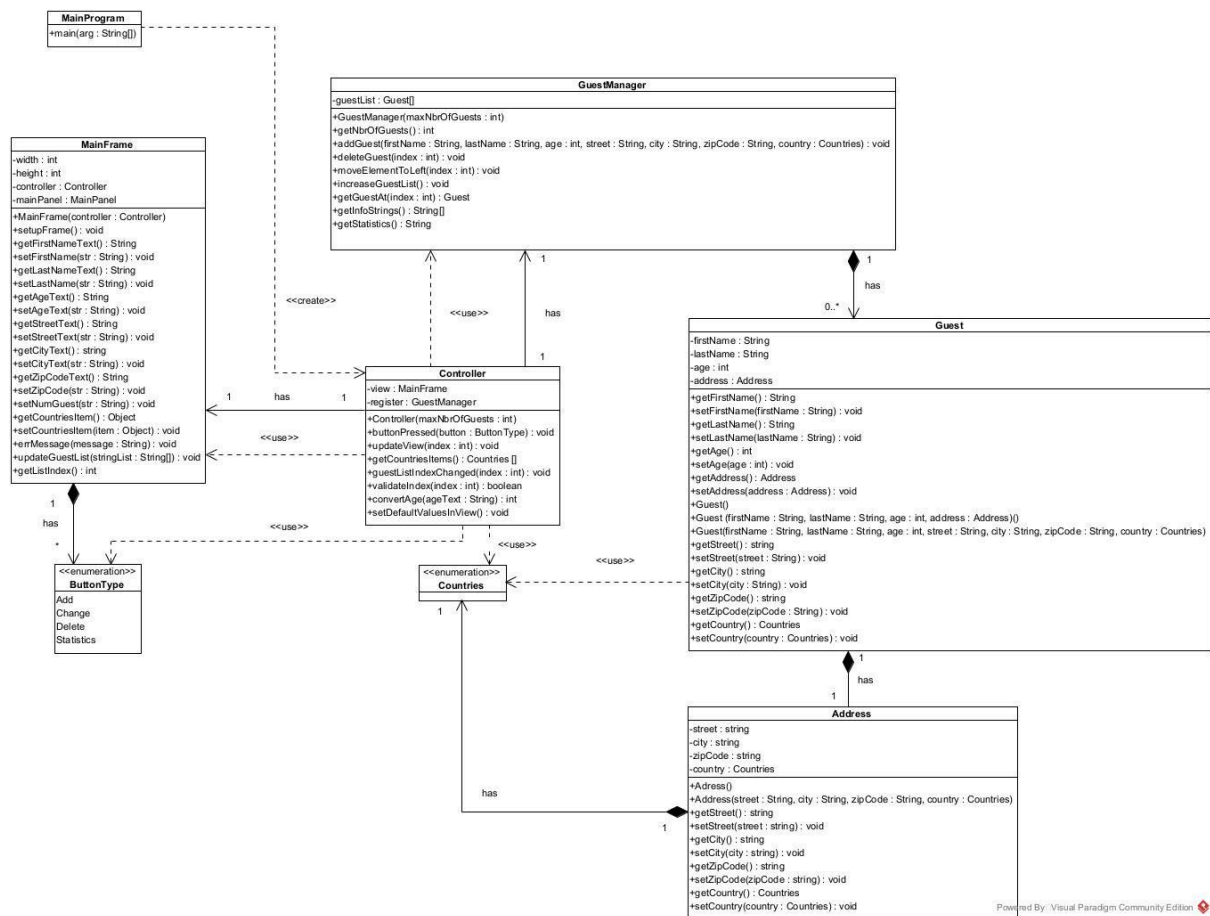 MainProgram
+main(arg : String[])
GuestManager
-guestList : Guest[]
+GuestManager(maxNbrOfGuests : int)
+getNbrOfGuests() : int
+addGuest(firstName : String, lastName : String, age : int, street : String, city : String, zipCode : String, country : Countries) : void
+deleteGuest(index : int) : void
+moveElementToLeft(index : int) : void
+increaseGuestList() : void
+getGuestAt(index : int) : Guest
+getInfoStrings() : String[]
+getStatistics() : String
MainFrame
-width : int
-height : int
-controller : Controller
-mainPanel : MainPanel
+MainFrame(controller : Controller)
+setupFrame() : void
+getFirstNameText() : String
+setFirstName(str : String) : void
+getLastNameText() : String
+setLastName(str : String) : void
+getAgeText() : String
+setAgeText(str : String) : void
+getStreetText() : String
+setStreetText(str : String) : void
+getCityText() : string
+setCityText(str : String) : void
+getZipCodeText() : String
+setZipCode(str : String) : void
+setNumGuest(str : String) : void
+getCountriesItem() : Object
+setCountriesItem(item : Object) : void
+errMessage(message : String) : void
+updateGuestList(stringList : String[]) : void
+getListIndex() : int
<<create>>
<<use>>
1
has
1
1
has
0..*
Controller
-view : MainFrame
-register : GuestManager
+Controller(maxNbrOfGuests : int)
+buttonPressed(button : ButtonType) : void
+updateView(index : int) : void
+getCountriesItems() : Countries []
+guestListIndexChanged(index : int) : void
+validateIndex(index : int) : boolean
+convertAge(ageText : String) : int
+setDefaultValuesInView() : void
1
has
1
<<use>>
Guest
-firstName : String
-lastName : String
-age : int
-address : Address
+getFirstName() : String
+setFirstName(firstName : String) : void
+getLastName() : String
+setLastName(lastName : String) : void
+getAge() : int
+setAge(age : int) : void
+getAddress() : Address
+setAddress(address : Address) : void
+Guest()
+Guest (firstName : String, lastName : String, age : int, address : Address)()
+Guest(firstName : String, lastName : String, age : int, street : String, city : String, zipCode : String, country : Countries)
+getStreet() : string
+setStreet(street : String) : void
+getCity() : string
+setCity(city : String) : void
+getZipCode() : string
+setZipCode(zipCode : String) : void
+getCountry() : Countries
+setCountry(country : Countries) : void
1
has
*
<<use>>
<<use>>
<<use>>
<<enumeration>>
ButtonType
Add
Change
Delete
Statistics
<<enumeration>>
Countries
1
1
has
1
Address
-street : string
-city : string
-zipCode : string
-country : Countries
+Adress()
+Address(street : String, city : String, zipCode : String, country : Countries)
+getStreet() : string
+setStreet(street : string) : void
+getCity() : string
+setCity(city : string) : void
+getZipCode() : string
+setZipCode(zipCode : string) : void
+getCountry() : Countries
+setCountry(country : Countries) : void
has
1
Powered By Visual Paradigm Community Edition